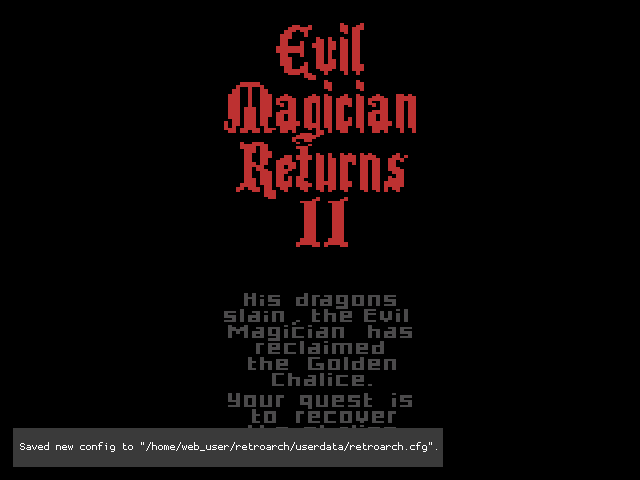 Evil
Magician
Returns
II
His dragons
slain, the Evil
Magician has
reclaimed
the Golden
Chalice.
Your quest is
to recover
Saved new config to "/home/web_user/retroarch/userdata/retroarch.cfg".